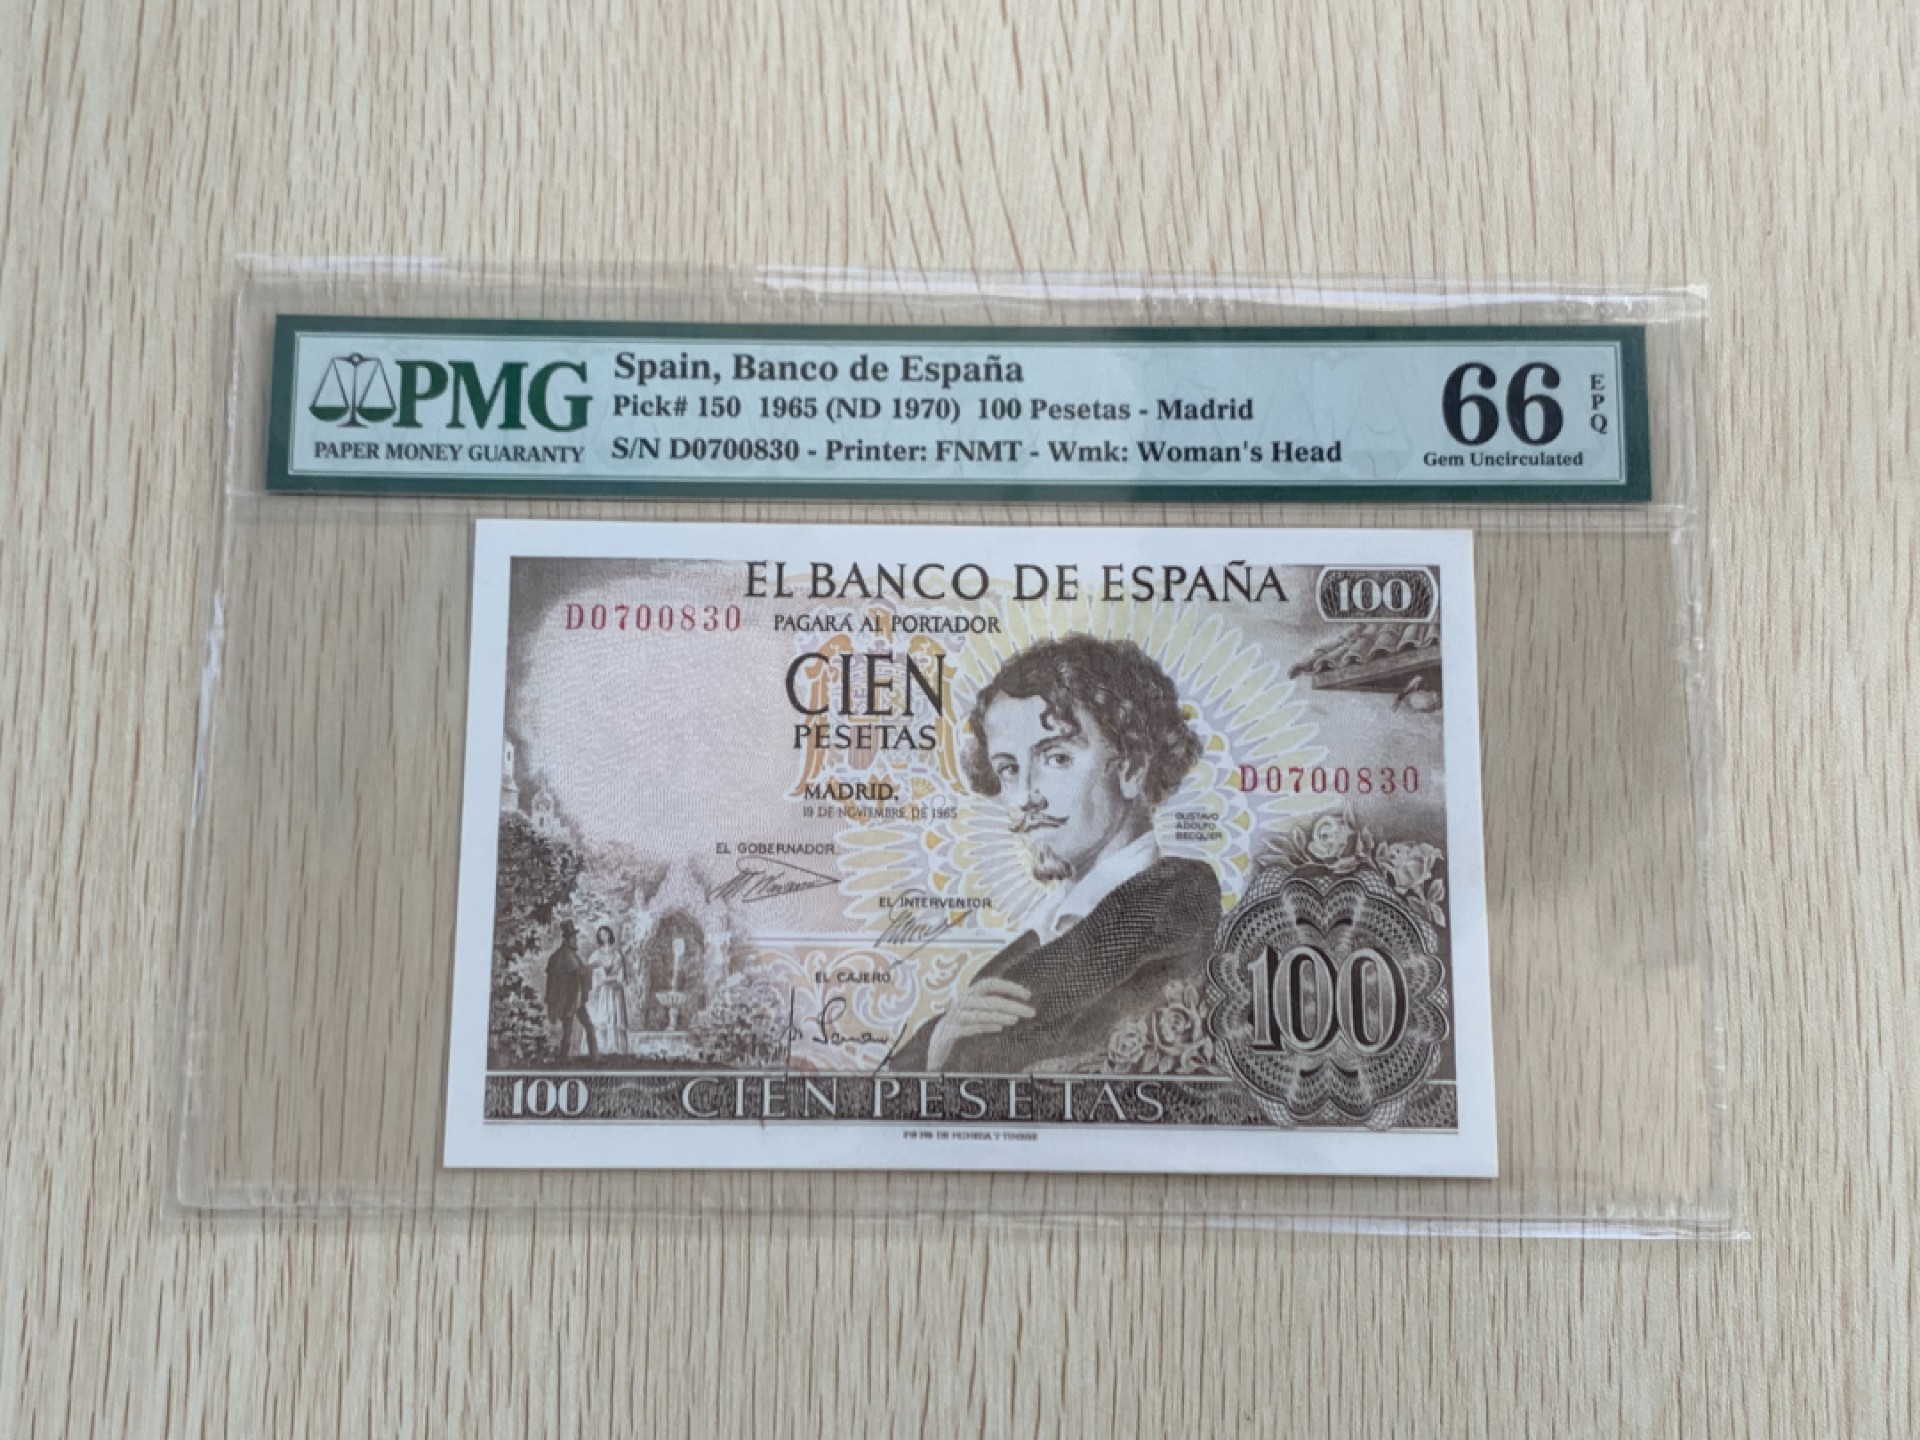 PMG
PAPER MONEY GUARANTY
Spain, Banco de España
Pick# 150 1965 (ND 1970) 100 Pesetas - Madrid
S/N D0700830 - Printer: FNMT - Wmk: Woman's Head
66
EPQ
Gem Uncirculated
EL BANCO DE ESPAÑA
100
D0700830
PAGARÁ AL PORTADOR
CIEN
PESETAS
D0700830
MADRID,
19 DE NOVIEMBRE DE 1965
GUSTAVO
ADOLFO
BECQUER
EL GOBERNADOR
EL INTERVENTOR
EL CAJERO
100
100
CIEN PESETAS